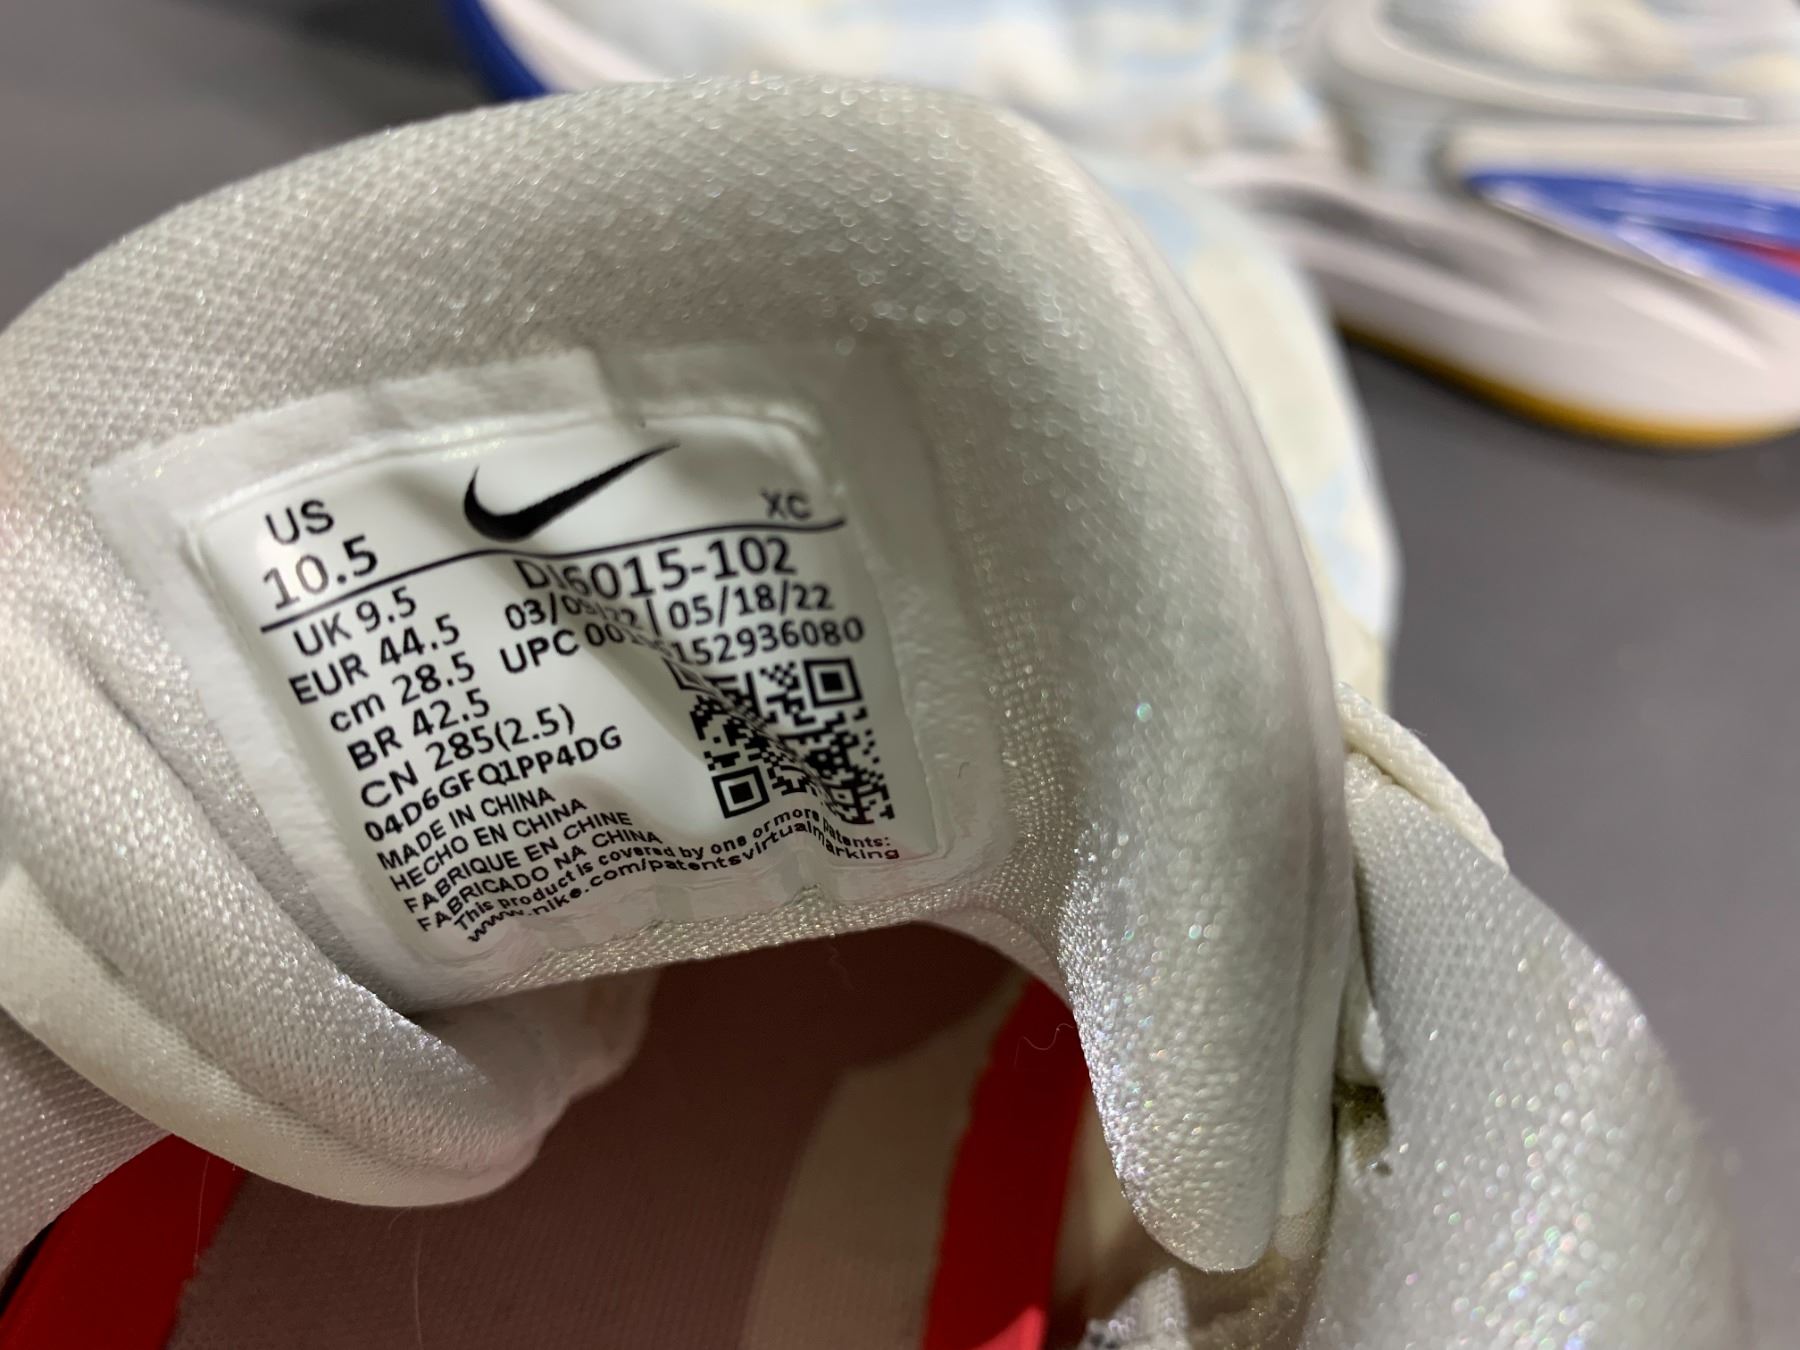 US
10.5
XC
UK 9.5
EUR 44.5
cm 28.5
BR 42.5
CN 285(2.5)
04D6GFQ1PP4DG
DJ6015-102
05/18/22
UPC
MADE IN CHINA
HECHO EN CHINA
FABRIQUE EN CHINE
FABRICADO NA CHINA
This product is covered by one or more patents:
www.nike.com/patentsvirtualmarking